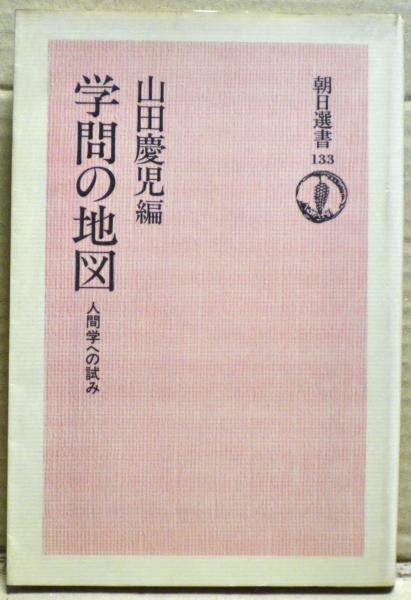 朝日選書
133
山田慶児編
学問の地図
人間学への試み